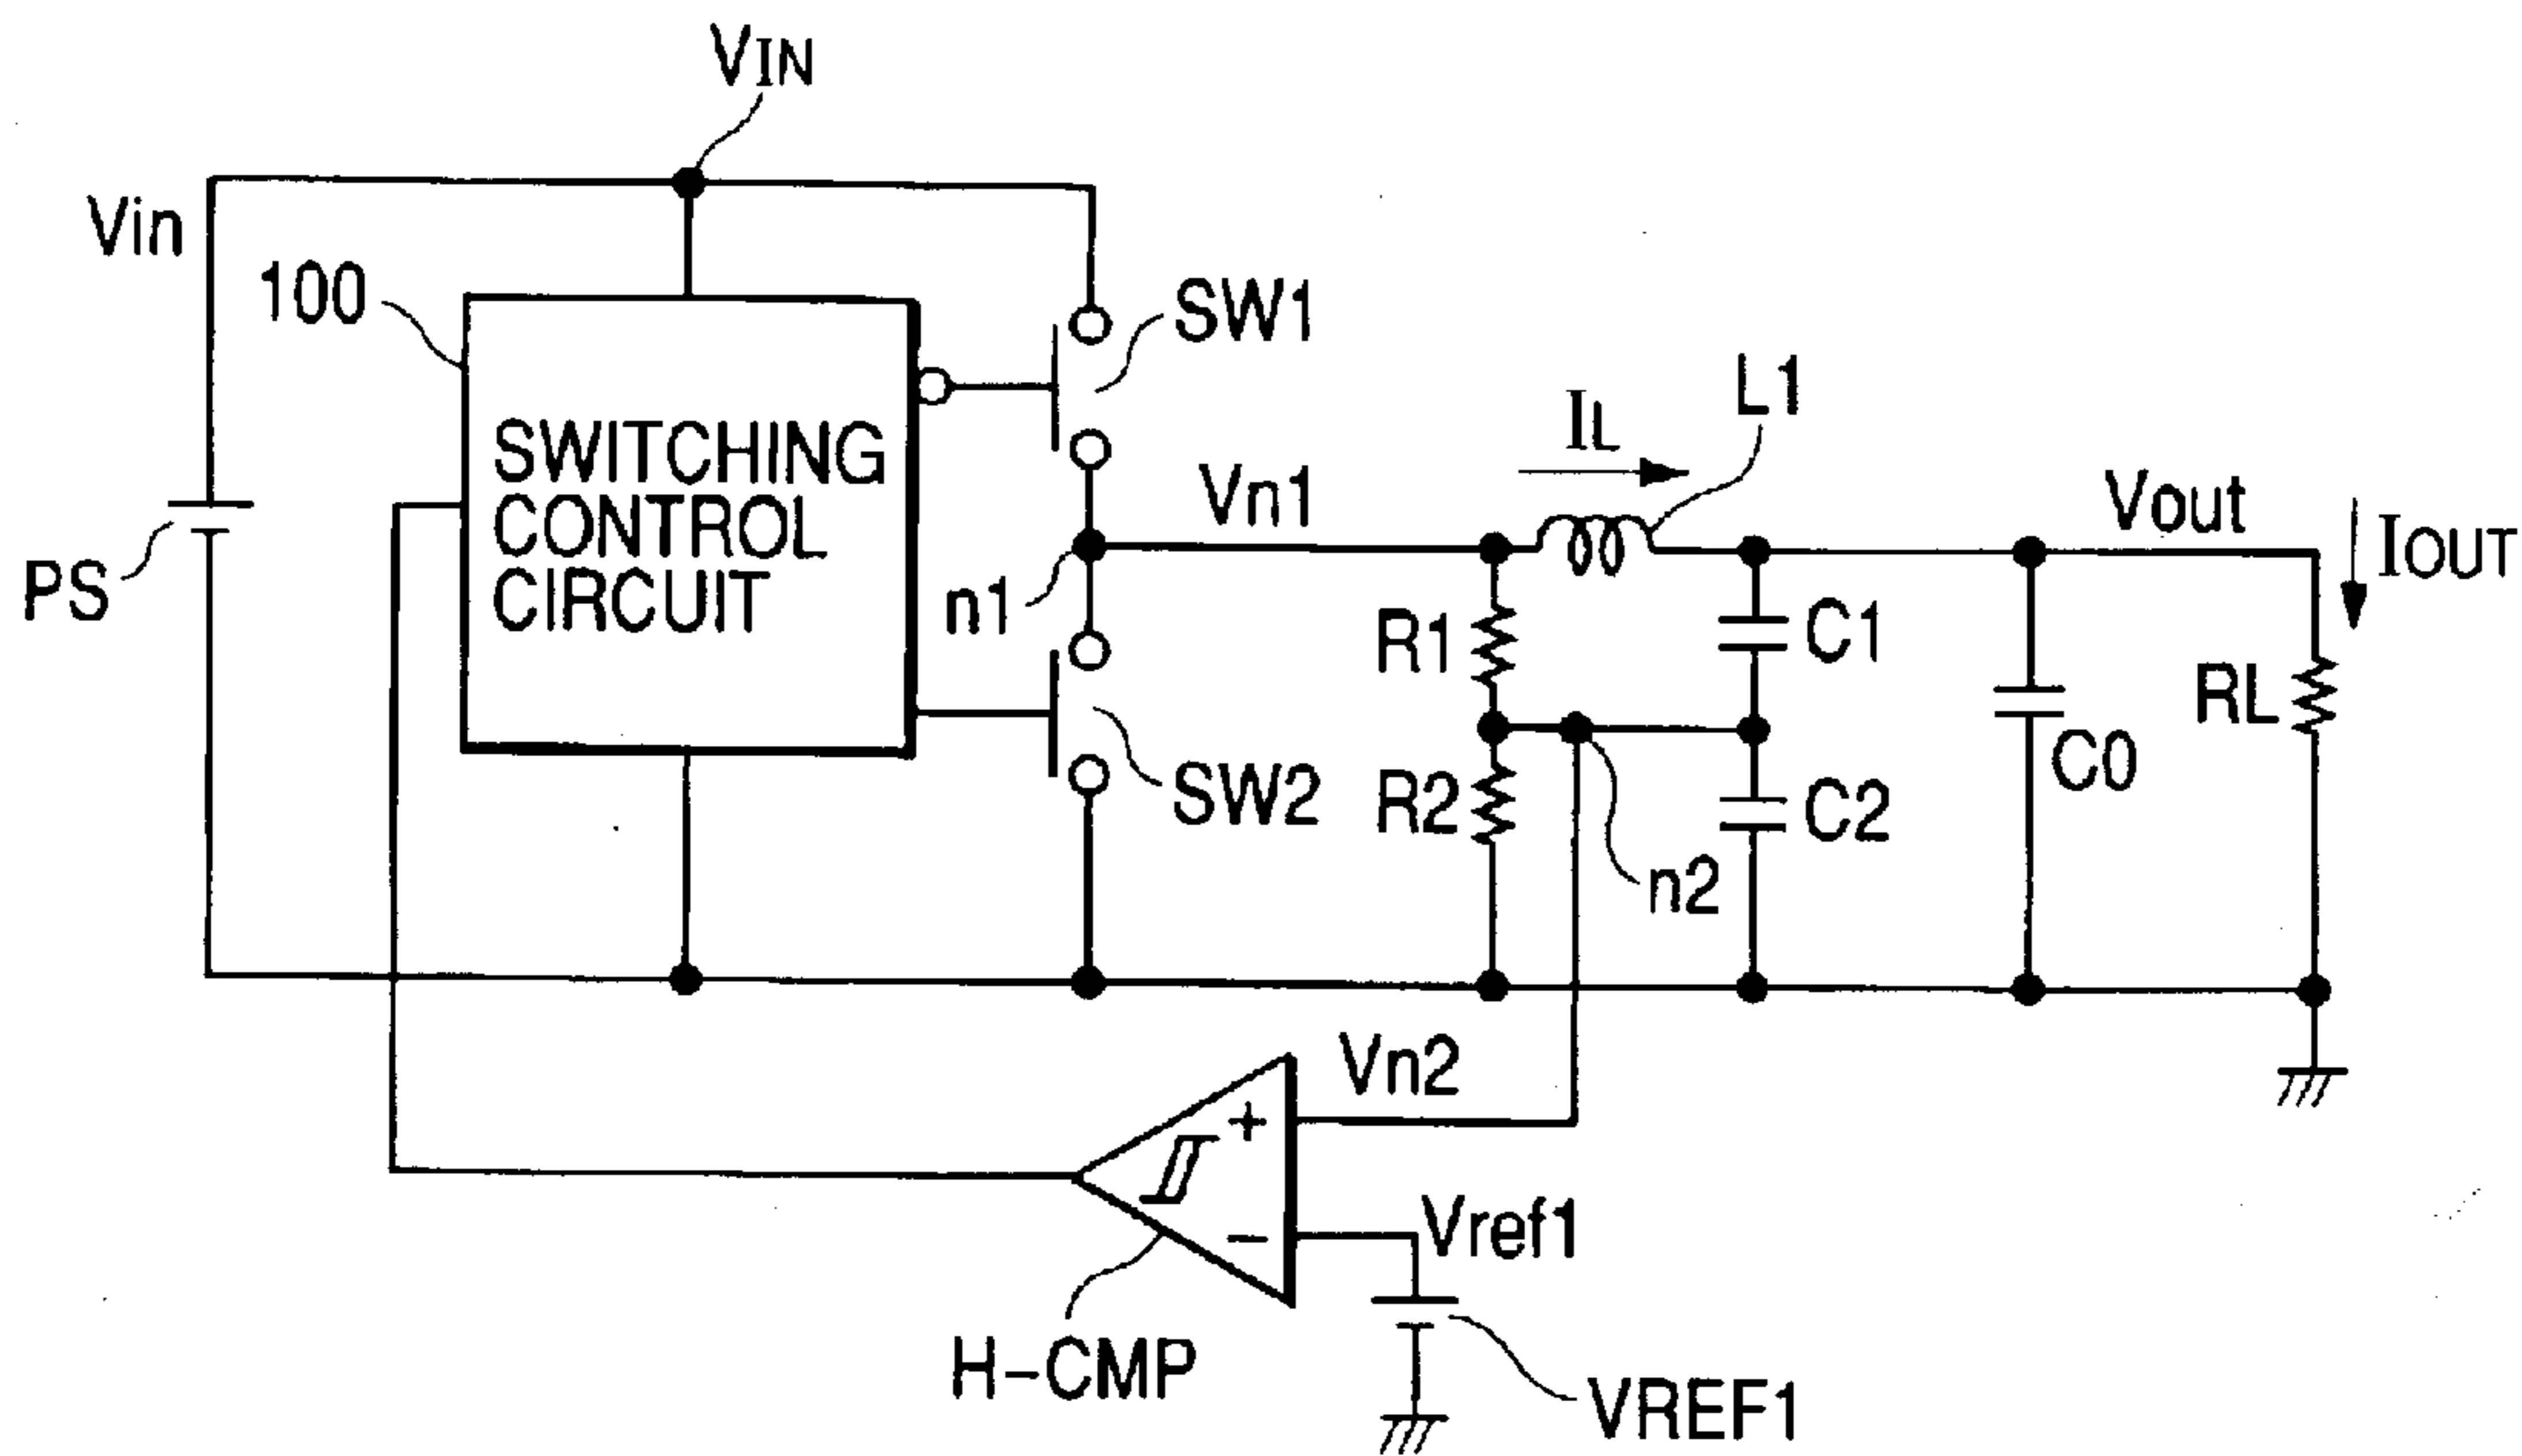 VIN
Vin
100
SW1
SWITCHING
CONTROL
CIRCUIT
PS
n1
Vn1
IL
L1
Vout
IOUT
R1
C1
RL
C0
R2
C2
SW2
n2
Vn2
+
−
Vref1
H-CMP
VREF1